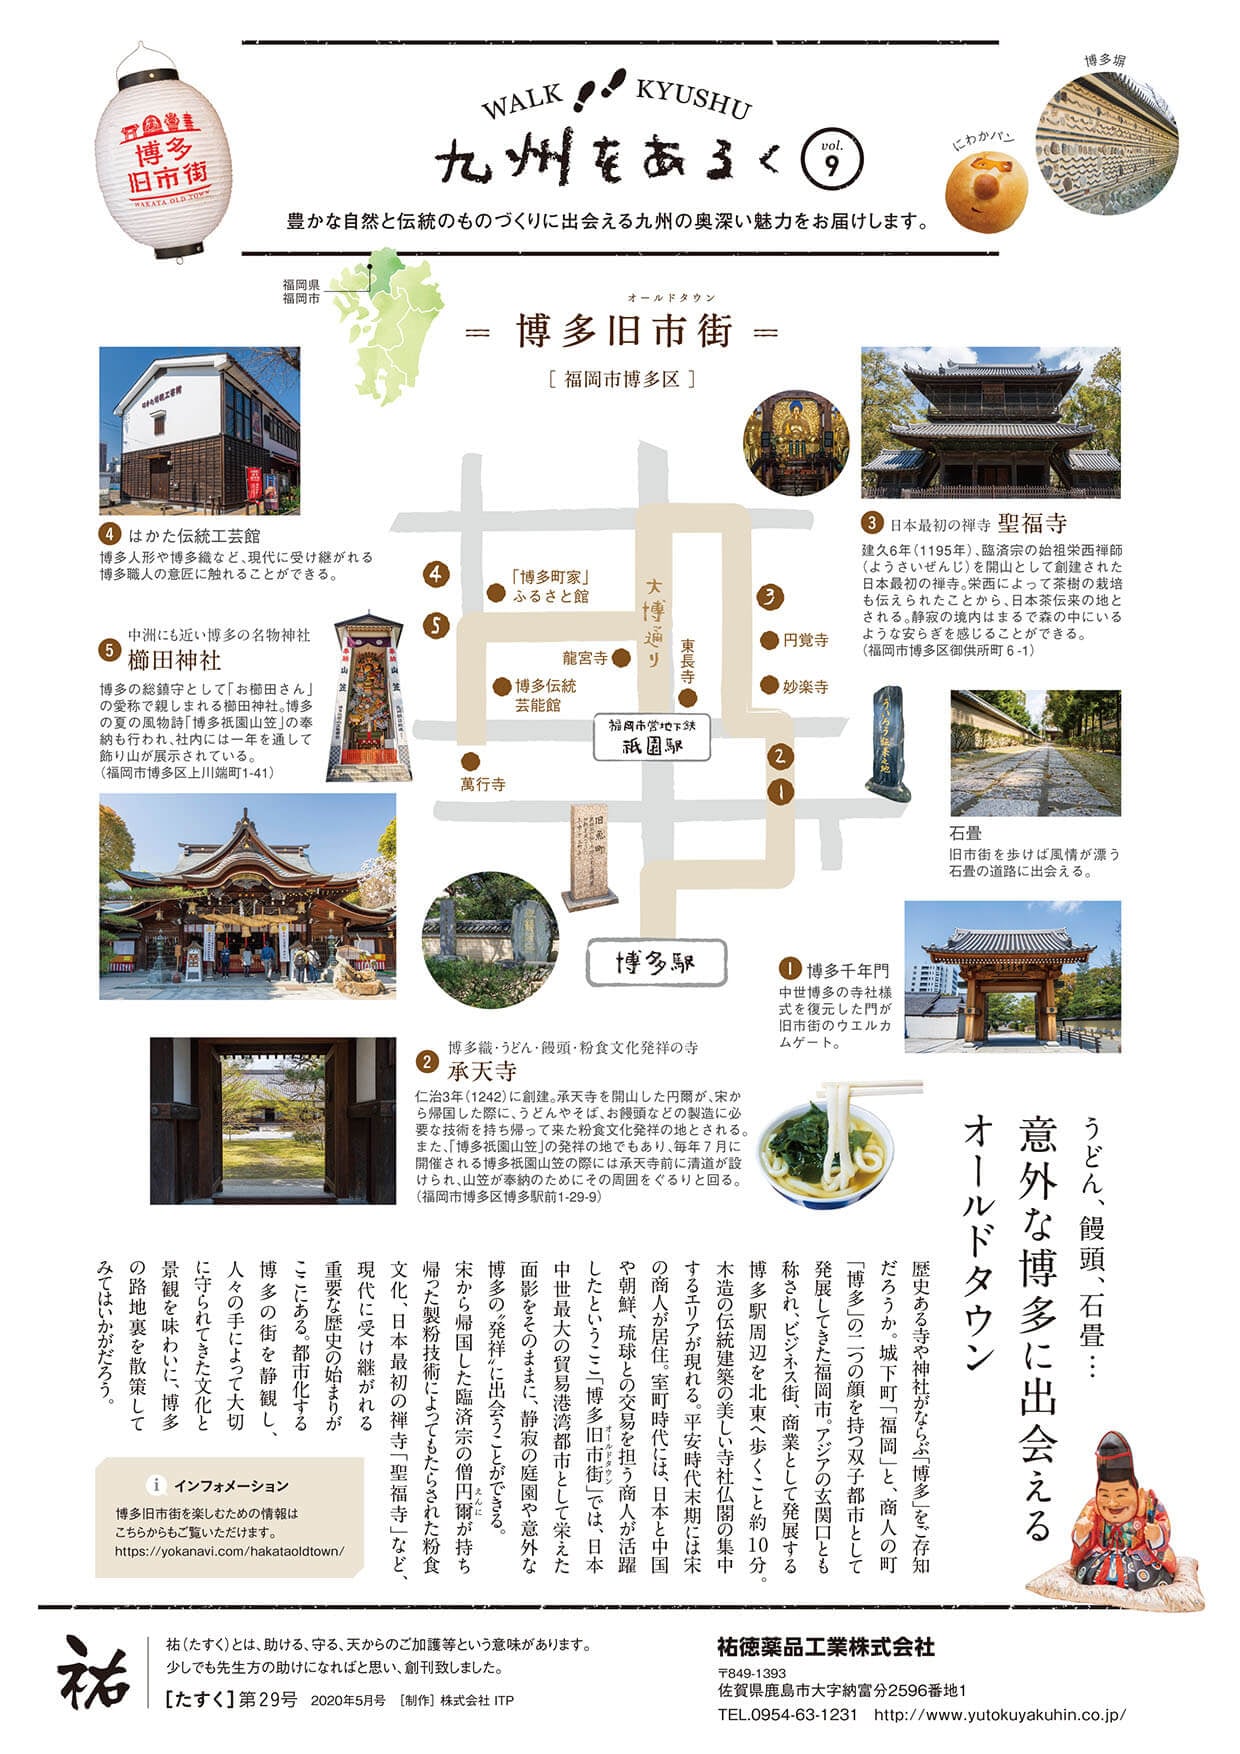 WALK KYUSHU
九州をあるく
vol.
9
豊かな自然と伝統のものづくりに出会える九州の奥深い魅力をお届けします。
博多
旧市街
HAKATA OLD TOWN
にわかパン
博多塀
福岡県
福岡市
オールドタウン
＝ 博多旧市街 ＝
［ 福岡市博多区 ］
はかた伝統工芸館
4 はかた伝統工芸館
博多人形や博多織など、現代に受け継がれる
博多職人の意匠に触れることができる。
5
中洲にも近い博多の名物神社
櫛田神社
博多の総鎮守として「お櫛田さん」
の愛称で親しまれる櫛田神社。博多
の夏の風物詩「博多祇園山笠」の奉
納も行われ、社内には一年を通して
飾り山が展示されている。
（福岡市博多区上川端町1-41）
3 日本最初の禅寺 聖福寺
建久6年（1195年）、臨済宗の始祖栄西禅師
（ようさいぜんじ）を開山として創建された
日本最初の禅寺。栄西によって茶樹の栽培
も伝えられたことから、日本茶伝来の地と
される。静寂の境内はまるで森の中にいる
ような安らぎを感じることができる。
（福岡市博多区御供所町６-1）
4
5
「博多町家」
ふるさと館
大博通り
3
円覚寺
東長寺
龍宮寺
妙楽寺
博多伝統
芸能館
福岡市営地下鉄
祇園駅
萬行寺
2
1
博多駅
ういろう伝来之地
旧魚町
石畳
旧市街を歩けば風情が漂う
石畳の道路に出会える。
1 博多千年門
中世博多の寺社様
式を復元した門が
旧市街のウエルカ
ムゲート。
2
博多織・うどん・饅頭・粉食文化発祥の寺
承天寺
仁治3年（1242）に創建。承天寺を開山した円爾が、宋か
ら帰国した際に、うどんやそば、お饅頭などの製造に必
要な技術を持ち帰って来た粉食文化発祥の地とされる。
また、「博多祇園山笠」の発祥の地でもあり、毎年７月に
開催される博多祇園山笠の際には承天寺前に清道が設
けられ、山笠が奉納のためにその周囲をぐるりと回る。
（福岡市博多区博多駅前1-29-9）
うどん、饅頭、石畳…
意外な博多に出会える
オールドタウン
歴史ある寺や神社がならぶ「博多」をご存知
だろうか。城下町「福岡」と、商人の町
「博多」の二つの顔を持つ双子都市として
発展してきた福岡市。アジアの玄関口とも
称され、ビジネス街、商業として発展する
博多駅周辺を北東へ歩くこと約10分。
木造の伝統建築の美しい寺社仏閣の集中
するエリアが現れる。平安時代末期には宋
の商人が居住。室町時代には、日本と中国
や朝鮮、琉球との交易を担う商人が活躍
したというここ「博多旧市街」では、日本
オールドタウン
中世最大の貿易港湾都市として栄えた
面影をそのままに、静寂の庭園や意外な
博多の〝発祥〟に出会うことができる。
宋から帰国した臨済宗の僧円爾が持ち
えんに
帰った製粉技術によってもたらされた粉食
文化、日本最初の禅寺「聖福寺」など、
現代に受け継がれる
重要な歴史の始まりが
ここにある。都市化する
博多の街を静観し、
人々の手によって大切
に守られてきた文化と
景観を味わいに、博多
の路地裏を散策して
みてはいかがだろう。
i インフォメーション
博多旧市街を楽しむための情報は
こちらからもご覧いただけます。
https://yokanavi.com/hakataoldtown/
祐
祐（たすく）とは、助ける、守る、天からのご加護等という意味があります。
少しでも先生方の助けになればと思い、創刊致しました。
［たすく］第29号 2020年5月号 ［制作］株式会社 ITP
祐徳薬品工業株式会社
〒849-1393
佐賀県鹿島市大字納富分2596番地1
TEL.0954-63-1231 http://www.yutokuyakuhin.co.jp/